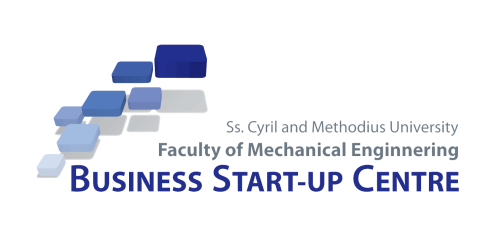 Ss. Cyril and Methodius University
Faculty of Mechanical Enginnering
BUSINESS START-UP CENTRE